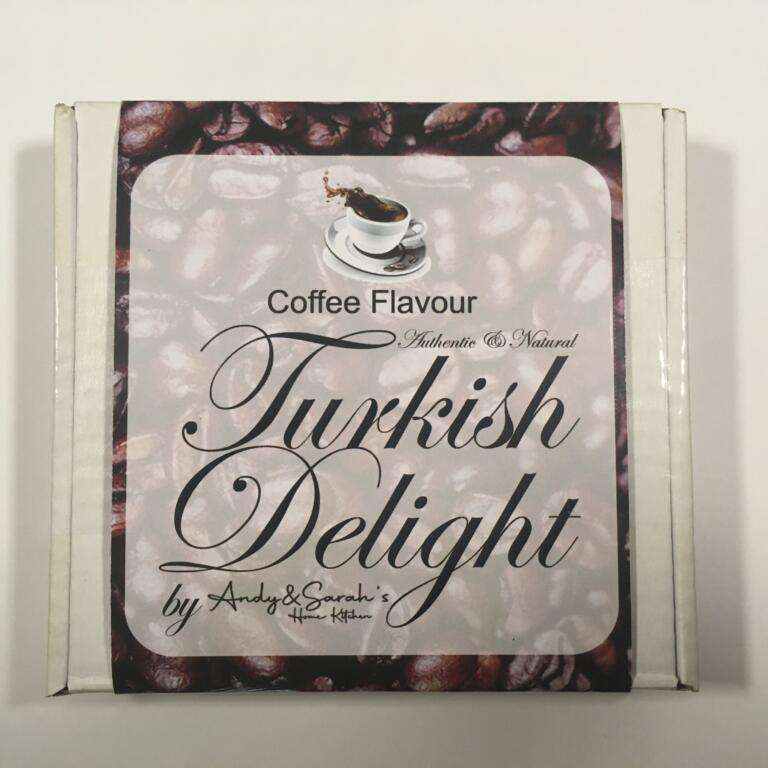 Coffee Flavour
Authentic & Natural
Turkish
Delight
by Andy & Sarah's
Home Kitchen